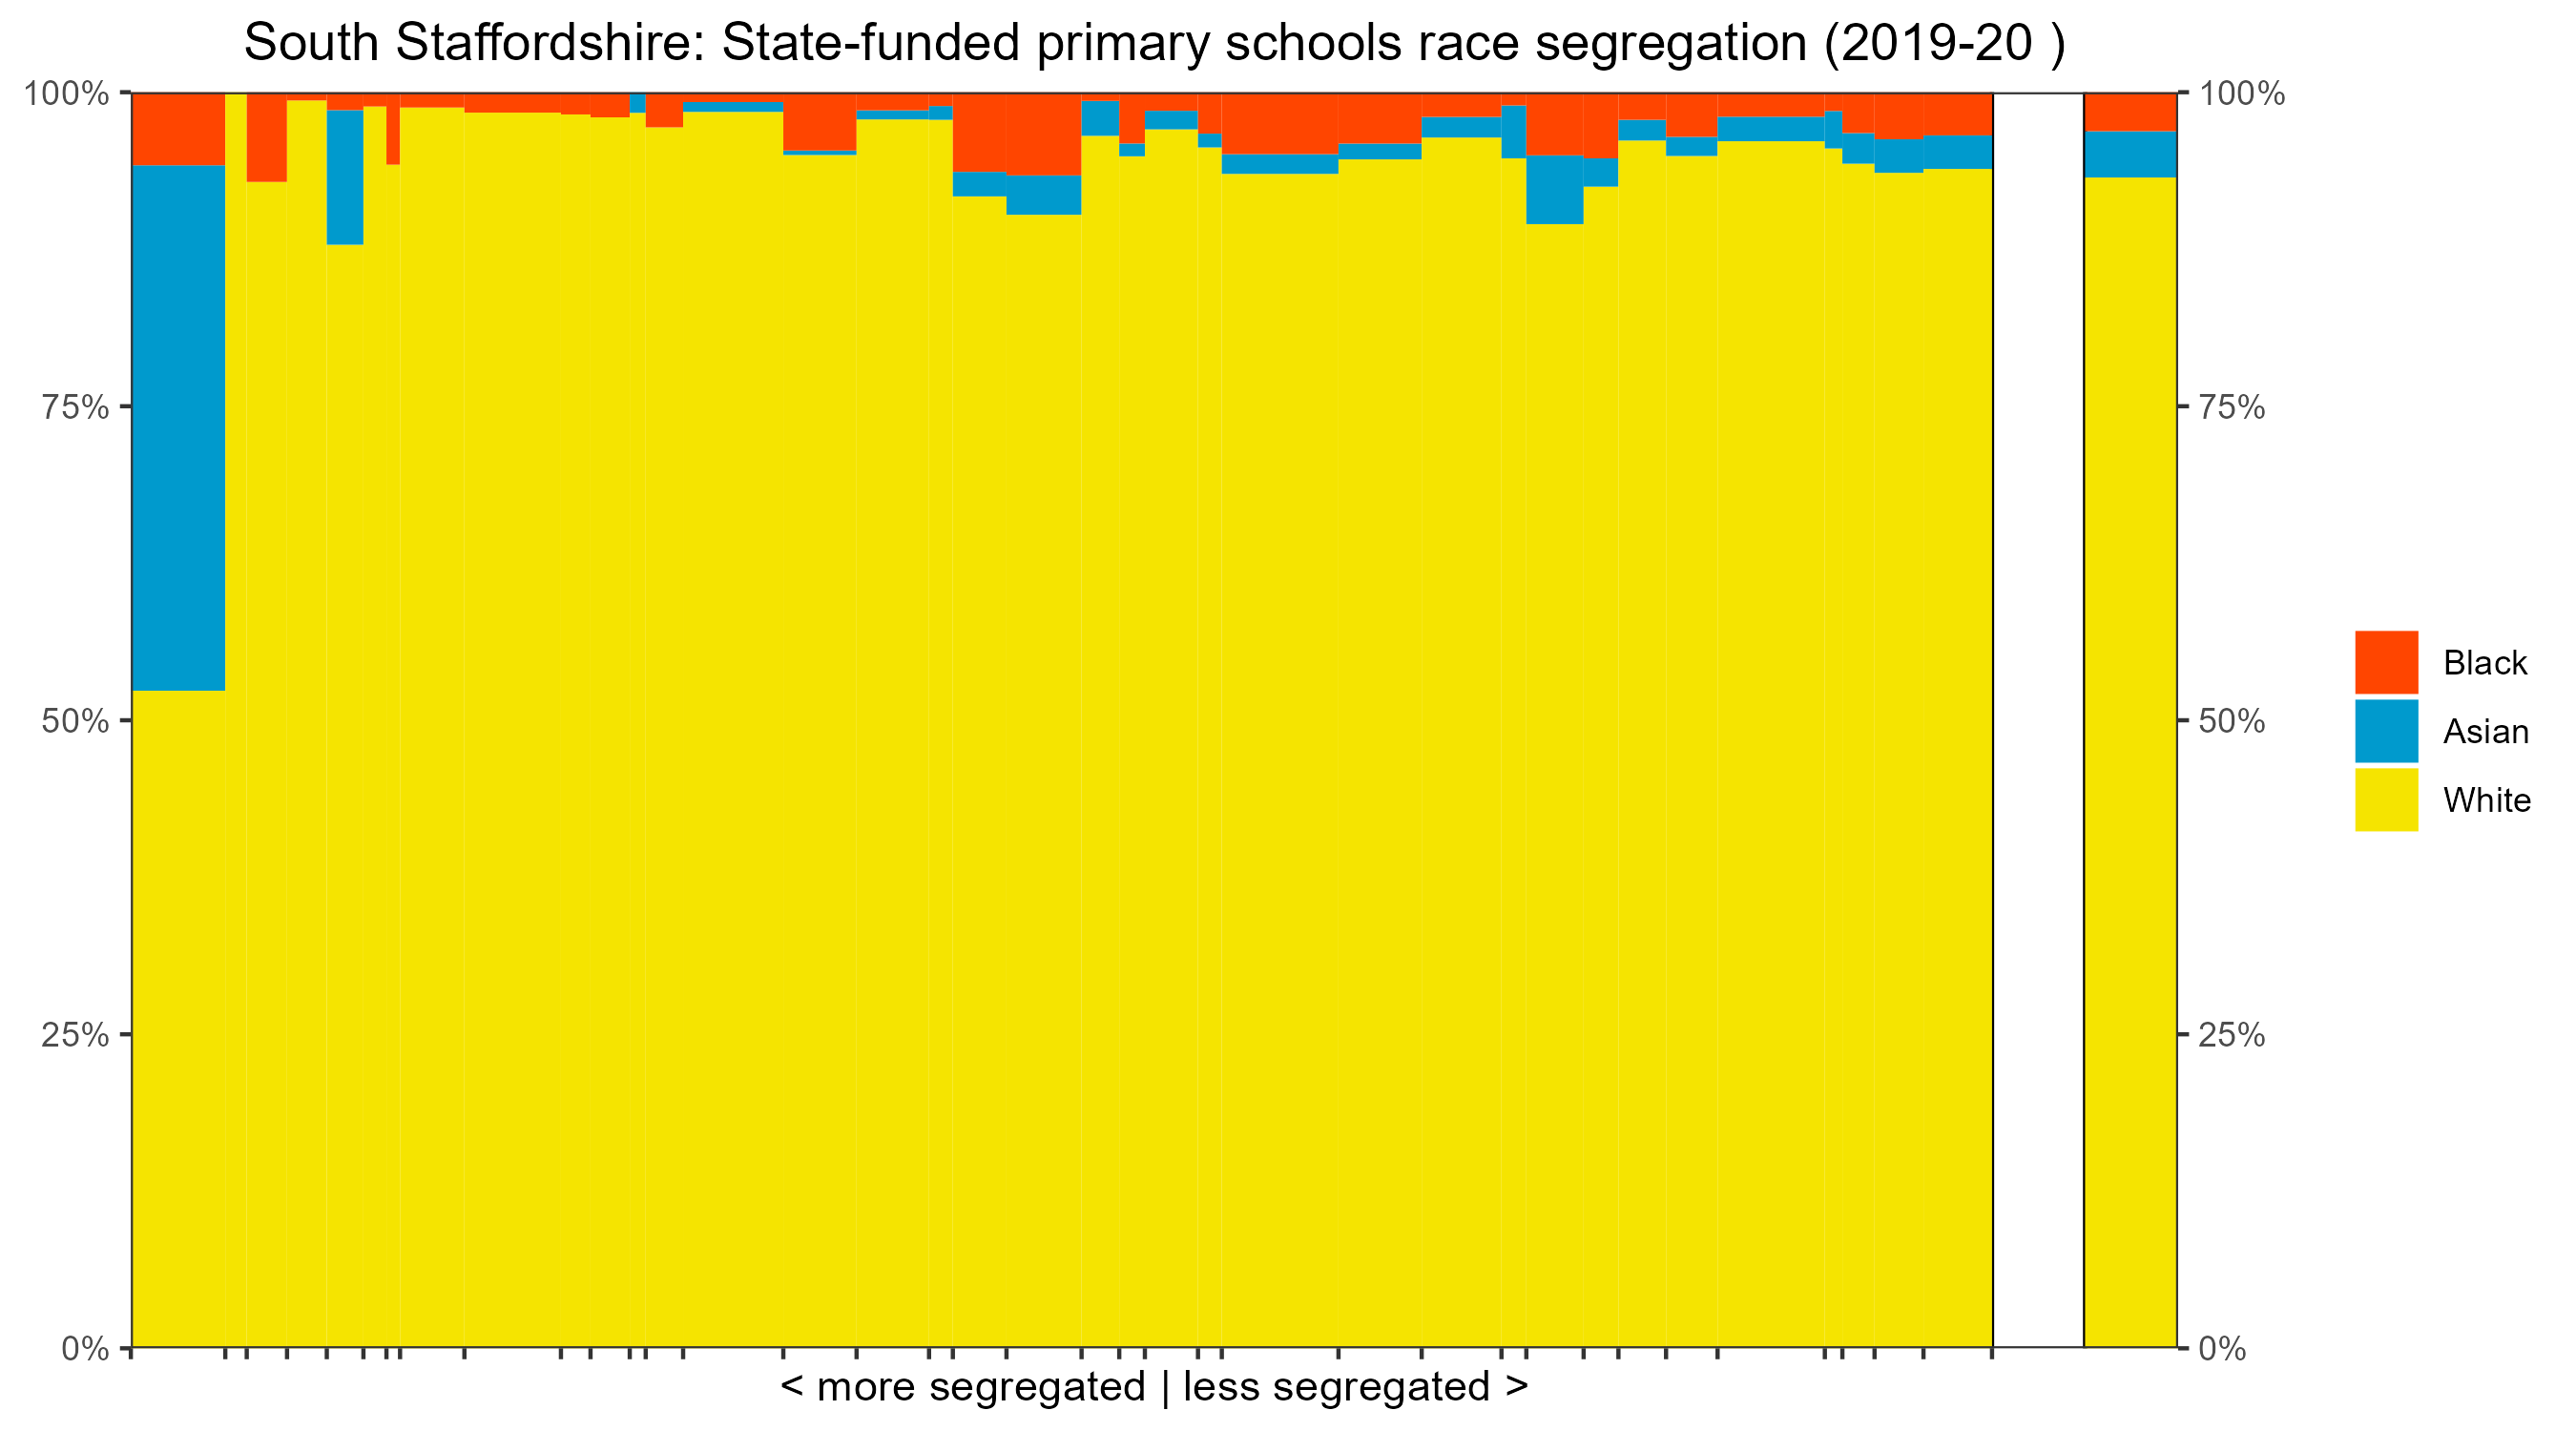 South Staffordshire: State-funded primary schools race segregation (2019-20 )
100%
75%
50%
25%
0%
100%
75%
50%
25%
0%
Black
Asian
White
< more segregated | less segregated >